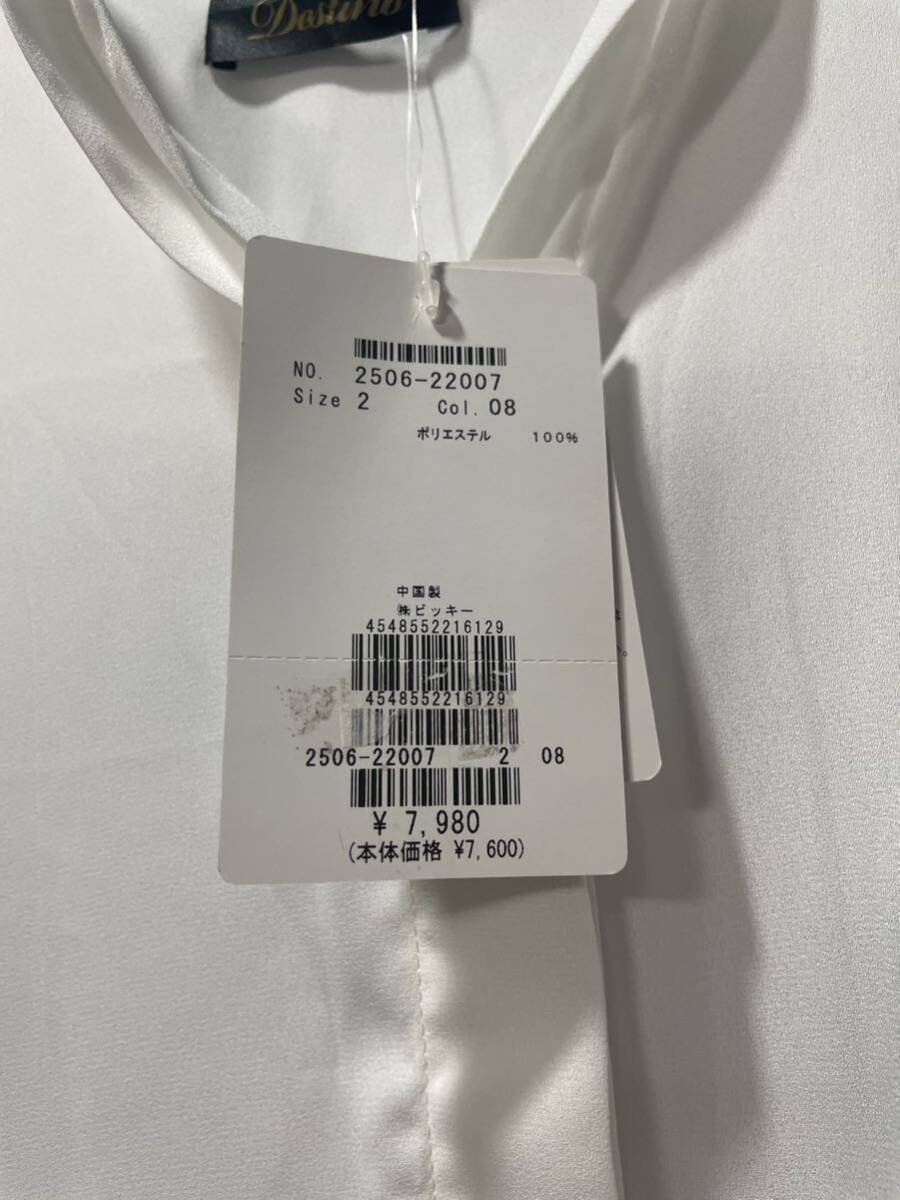 NO. 2506-22007
Size 2 Col. 08
ポリエステル 100%
中国製
㈱ビッキー
4548552216129
4548552216129
2506-22007 2 08
¥ 7,980
(本体価格 ¥7,600)